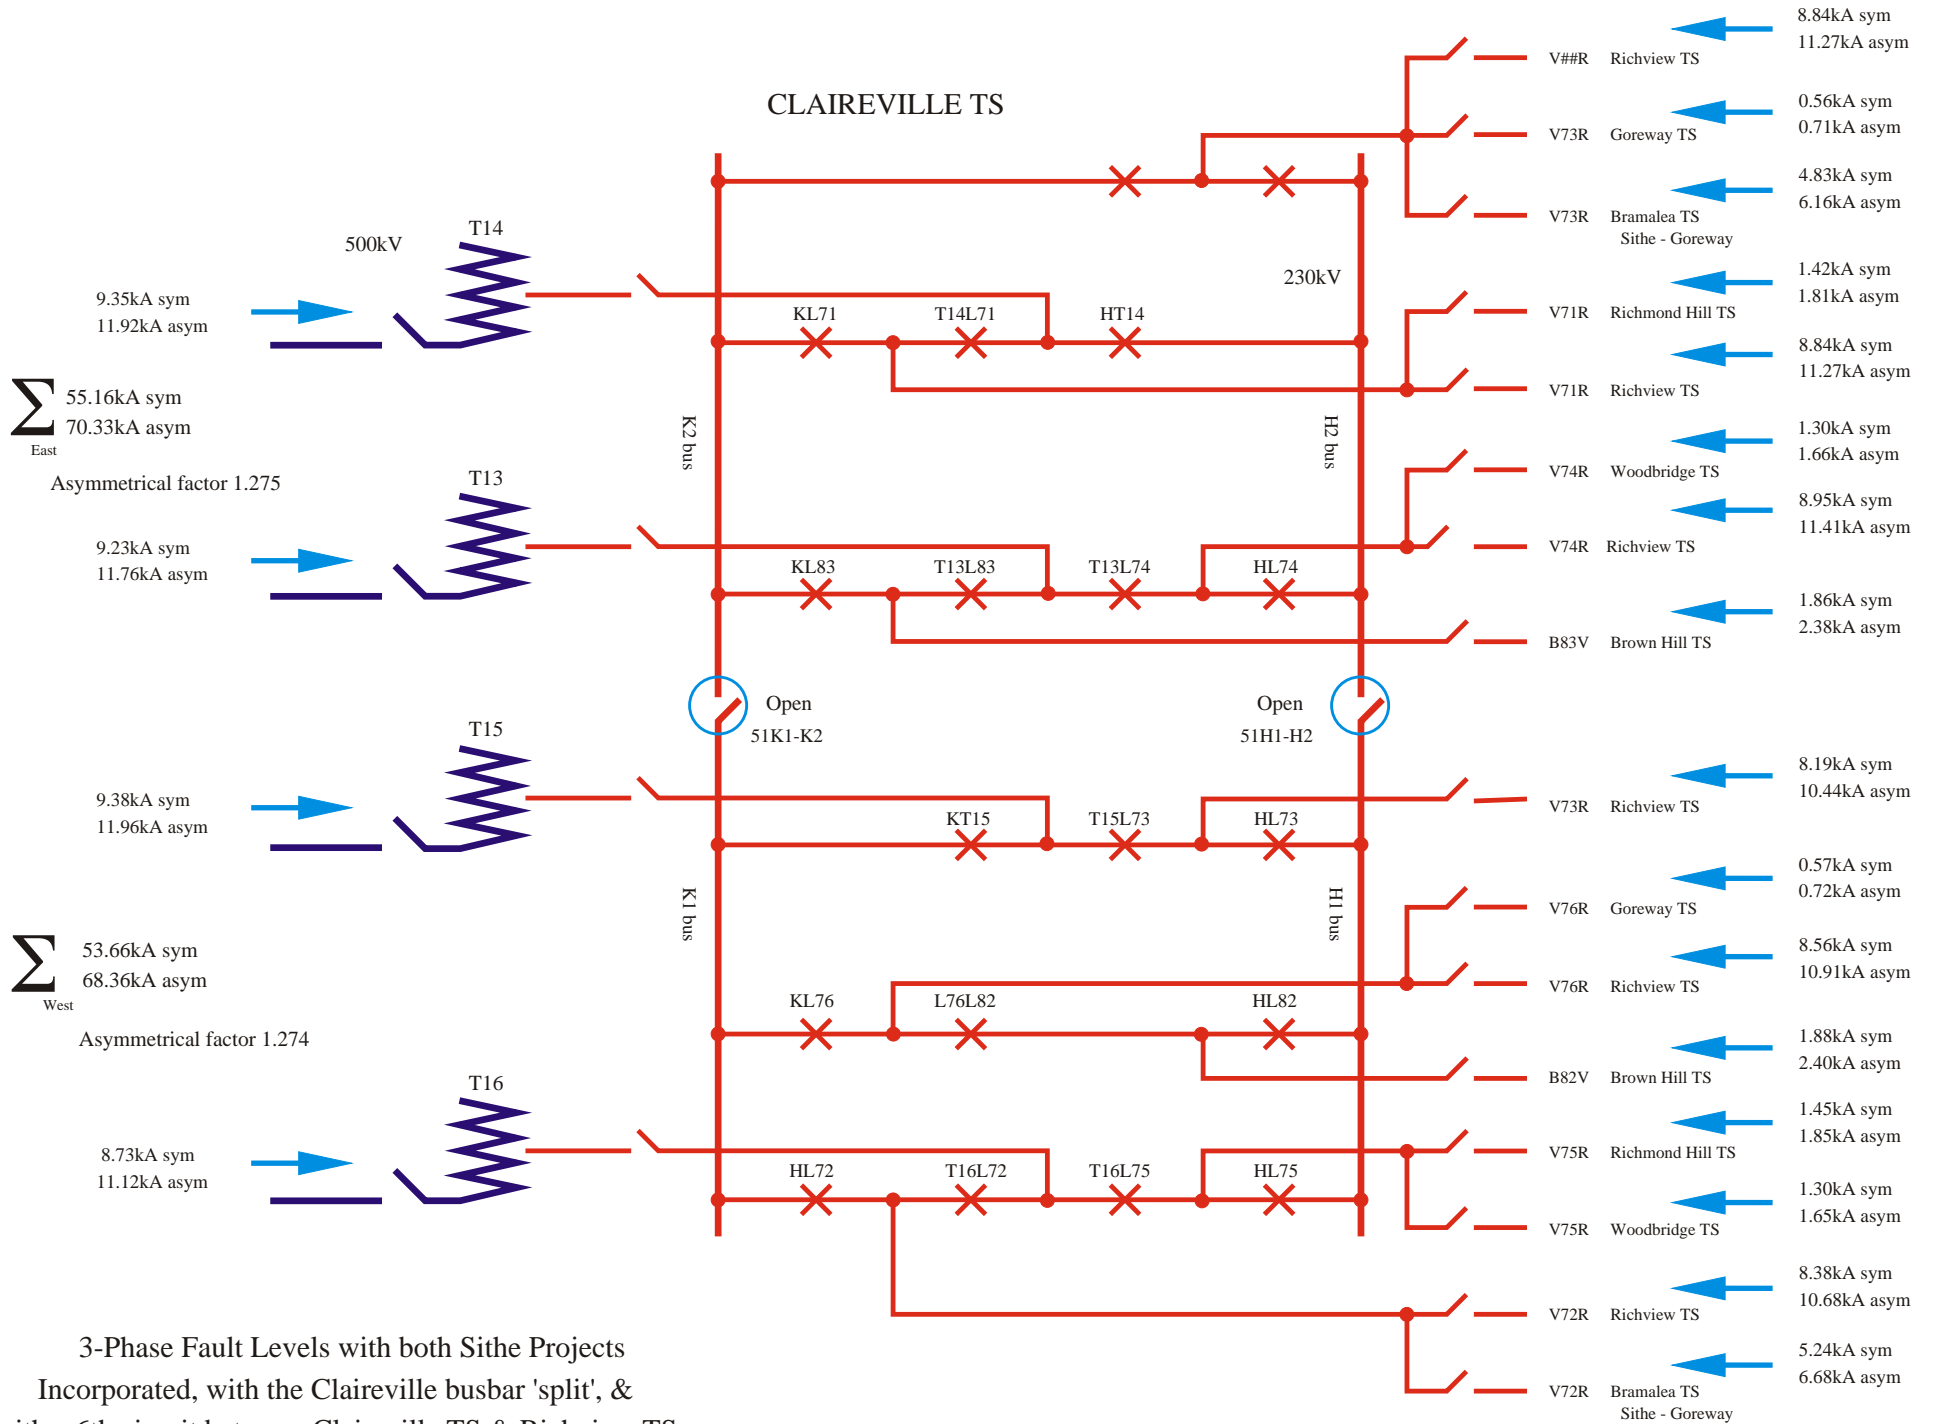 CLAIREVILLE TS
500kV
230kV
T14
9.35kA sym
11.92kA asym
Σ East
55.16kA sym
70.33kA asym
Asymmetrical factor 1.275
T13
9.23kA sym
11.76kA asym
T15
9.38kA sym
11.96kA asym
Σ West
53.66kA sym
68.36kA asym
Asymmetrical factor 1.274
T16
8.73kA sym
11.12kA asym
KL71
T14L71
HT14
K2 bus
H2 bus
KL83
T13L83
T13L74
HL74
Open
51K1-K2
Open
51H1-H2
KT15
T15L73
HL73
K1 bus
H1 bus
KL76
L76L82
HL82
HL72
T16L72
T16L75
HL75
V##R Richview TS
8.84kA sym
11.27kA asym
V73R Goreway TS
0.56kA sym
0.71kA asym
V73R Bramalea TS
Sithe - Goreway
4.83kA sym
6.16kA asym
V71R Richmond Hill TS
1.42kA sym
1.81kA asym
V71R Richview TS
8.84kA sym
11.27kA asym
V74R Woodbridge TS
1.30kA sym
1.66kA asym
V74R Richview TS
8.95kA sym
11.41kA asym
B83V Brown Hill TS
1.86kA sym
2.38kA asym
V73R Richview TS
8.19kA sym
10.44kA asym
V76R Goreway TS
0.57kA sym
0.72kA asym
V76R Richview TS
8.56kA sym
10.91kA asym
B82V Brown Hill TS
1.88kA sym
2.40kA asym
V75R Richmond Hill TS
1.45kA sym
1.85kA asym
V75R Woodbridge TS
1.30kA sym
1.65kA asym
V72R Richview TS
8.38kA sym
10.68kA asym
V72R Bramalea TS
Sithe - Goreway
5.24kA sym
6.68kA asym
3-Phase Fault Levels with both Sithe Projects
Incorporated, with the Claireville busbar 'split', &
6th circuit between Claireville TS & Richview TS